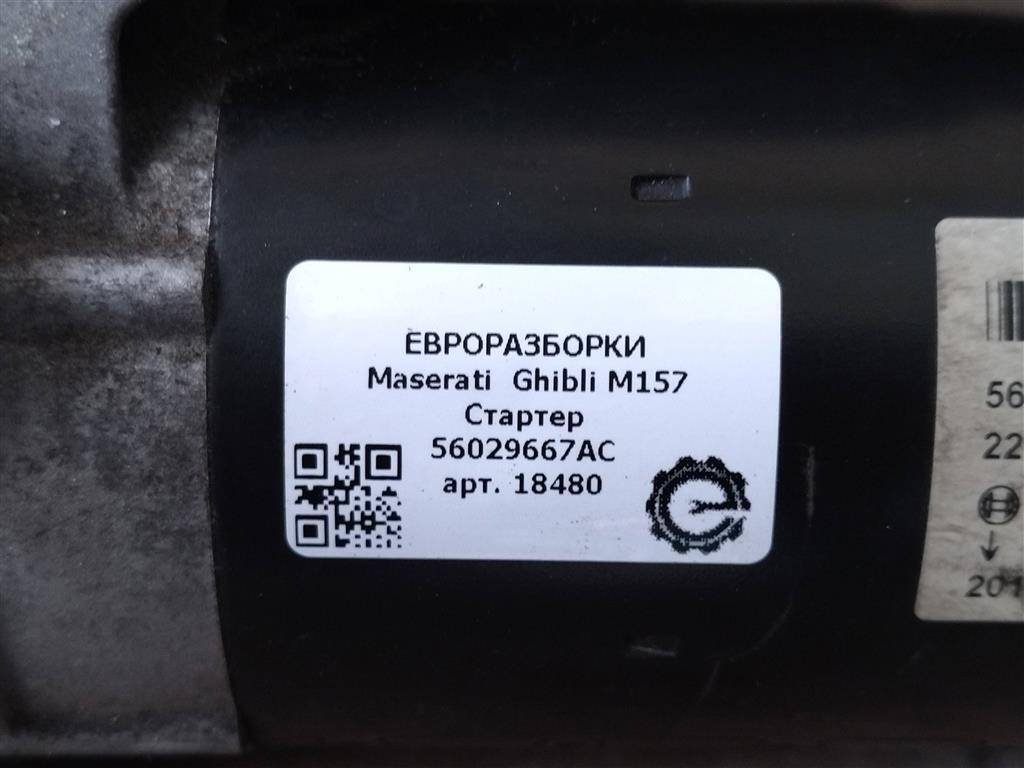 ЕВРОРАЗБОРКИ
Maserati Ghibli M157
Стартер
56029667AC
арт. 18480
56
22
201